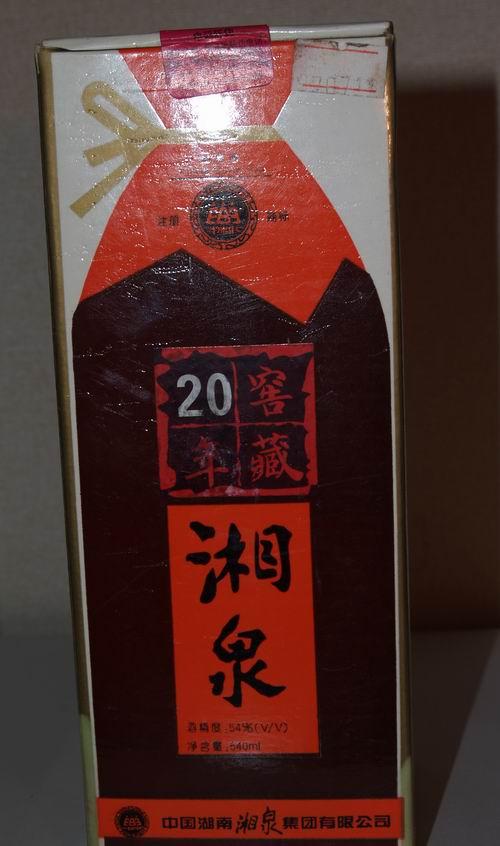 注册 商标
20 窖
年 藏
湘
泉
酒精度:54%(V/V)
净含量:540ml
中国湖南湘泉集团有限公司